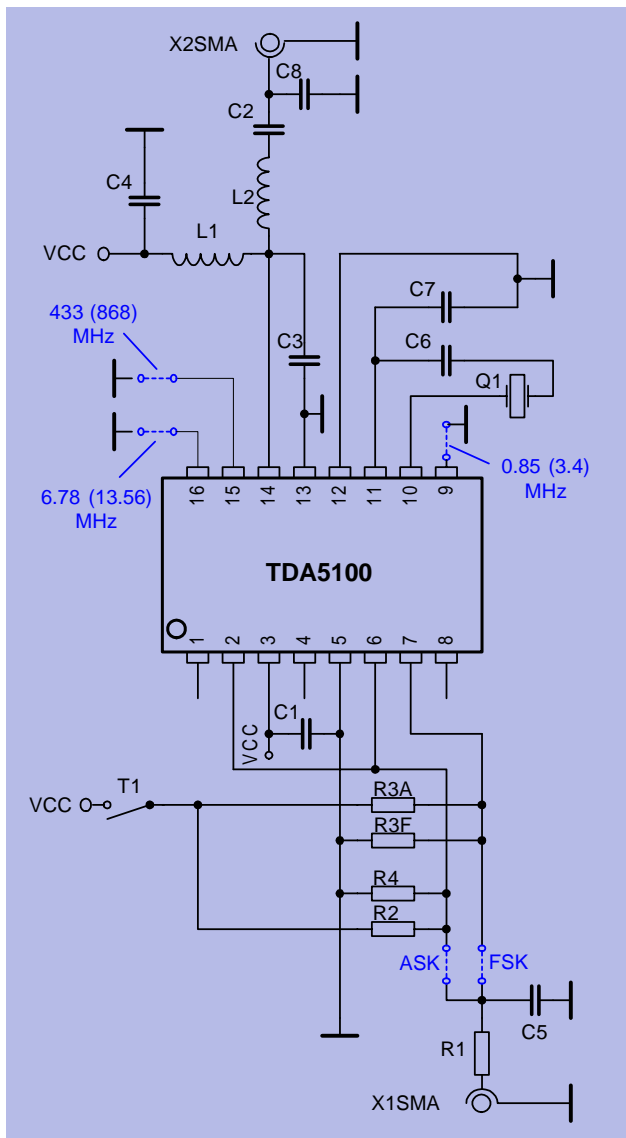 X2SMA
C8
C2
C4
L2
L1
VCC
433 (868)
MHz
C3
C7
C6
Q1
6.78 (13.56)
MHz
0.85 (3.4)
MHz
16
15
14
13
12
11
10
9
TDA5100
1
2
3
4
5
6
7
8
C1
VCC
T1
VCC
R3A
R3F
R4
R2
ASK
FSK
C5
R1
X1SMA